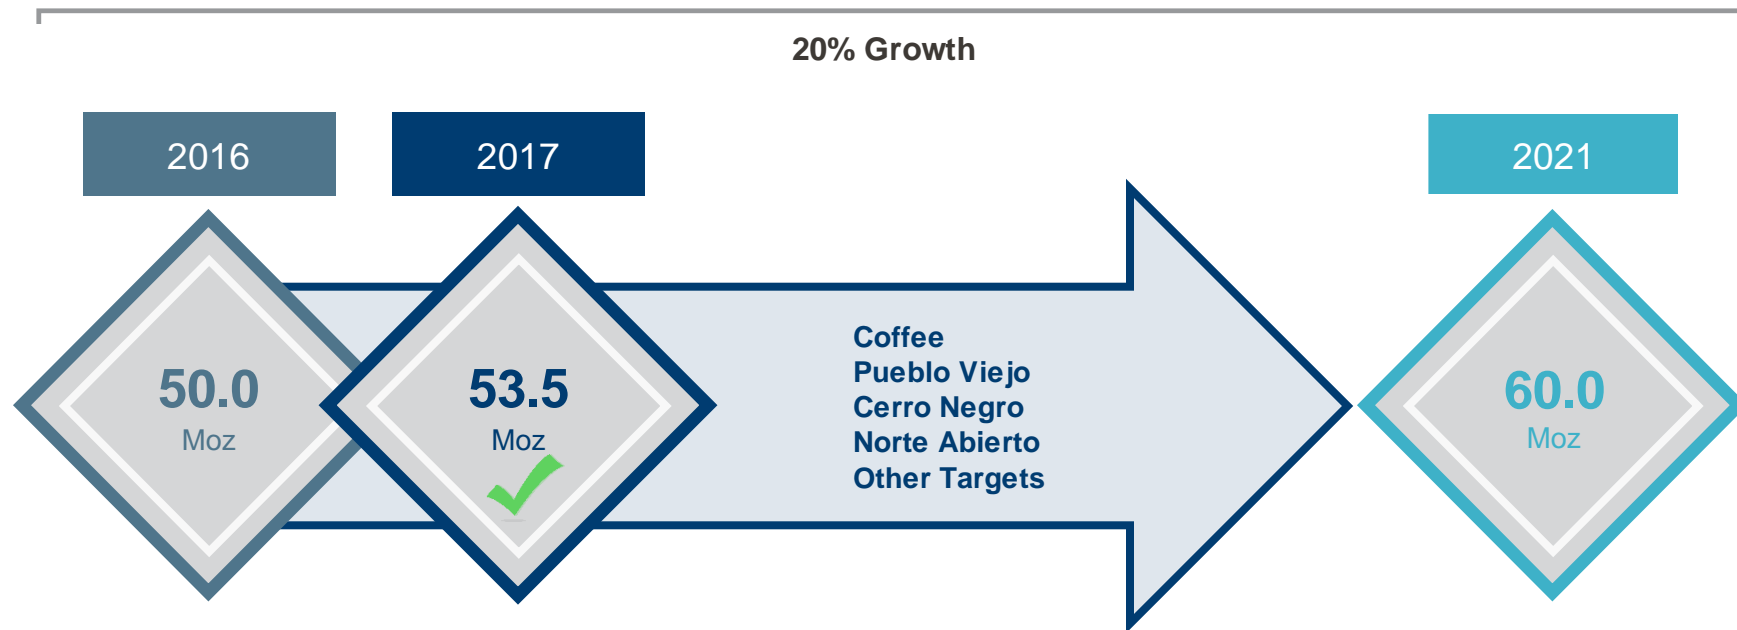 20% Growth
2016
2017
2021
50.0
Moz
53.5
Moz
Coffee
Pueblo Viejo
Cerro Negro
Norte Abierto
Other Targets
60.0
Moz